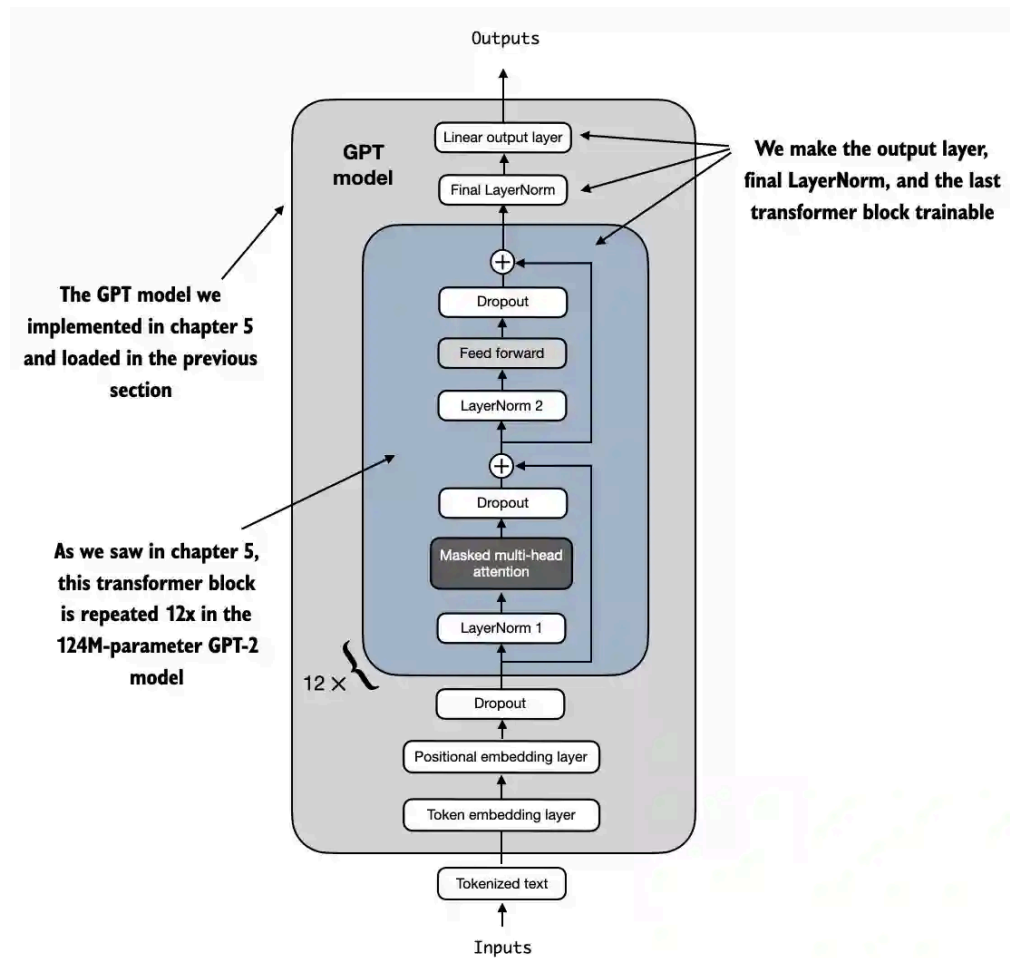 Outputs
Linear output layer
GPT
model
Final LayerNorm
We make the output layer,
final LayerNorm, and the last
transformer block trainable
The GPT model we
implemented in chapter 5
and loaded in the previous
section
Dropout
Feed forward
LayerNorm 2
Dropout
Masked multi-head
attention
LayerNorm 1
As we saw in chapter 5,
this transformer block
is repeated 12x in the
124M-parameter GPT-2
model
12 ×
Dropout
Positional embedding layer
Token embedding layer
Tokenized text
Inputs